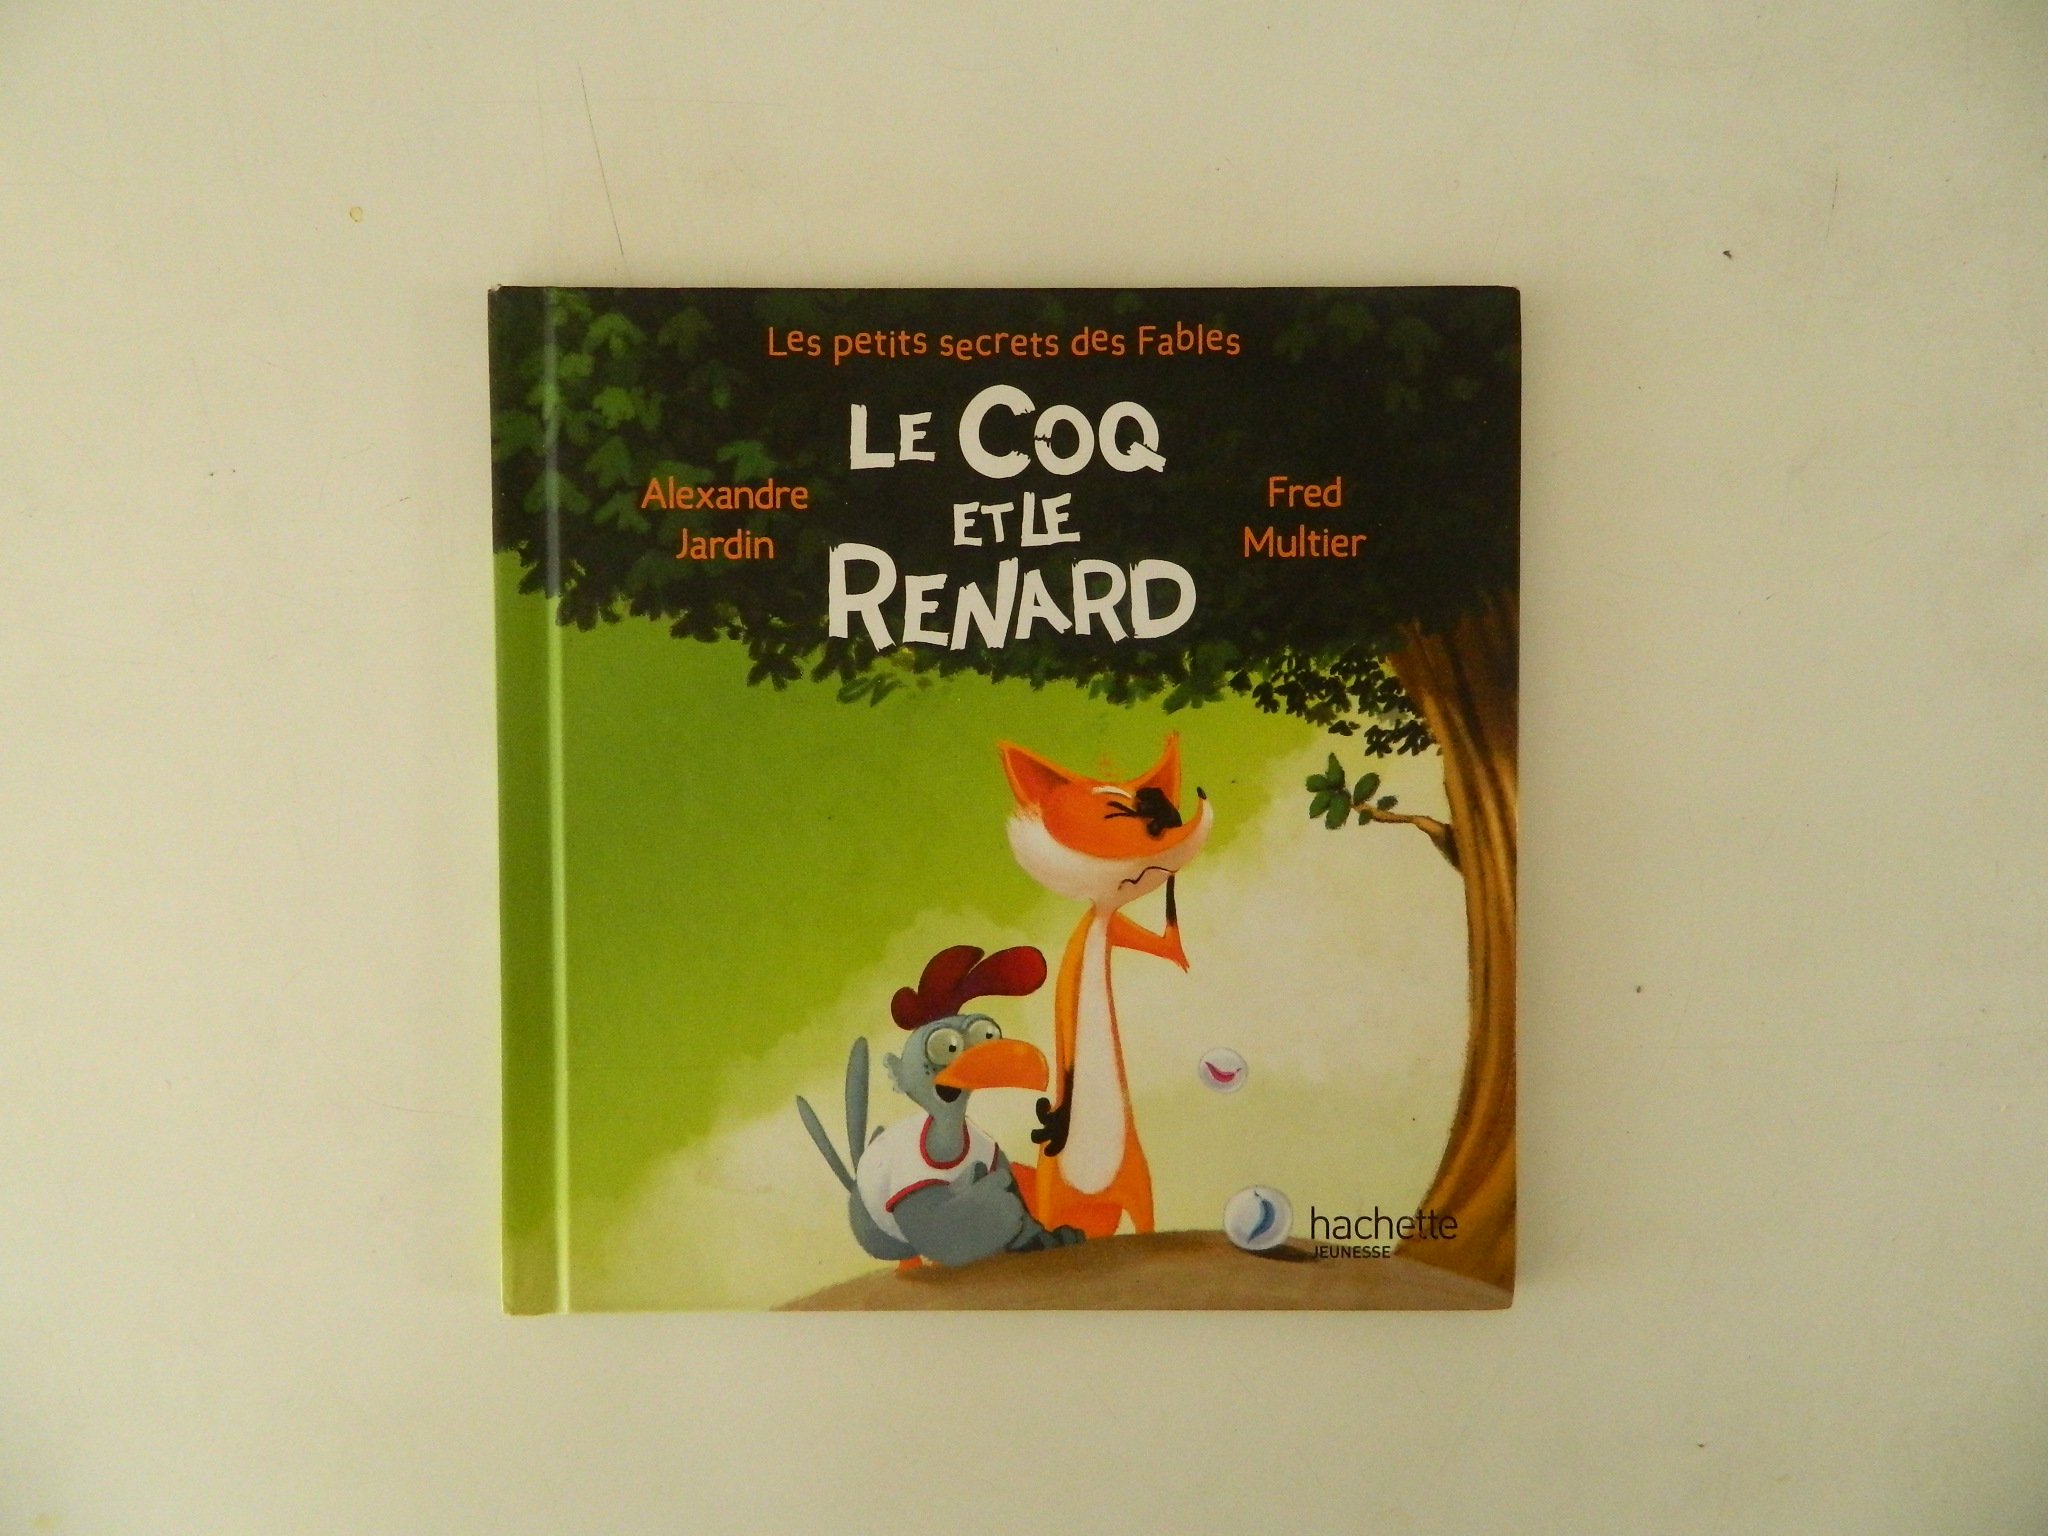 Les petits secrets des Fables
LE COQ
ET LE
RENARD
Alexandre
Jardin
Fred
Multier
hachette
JEUNESSE